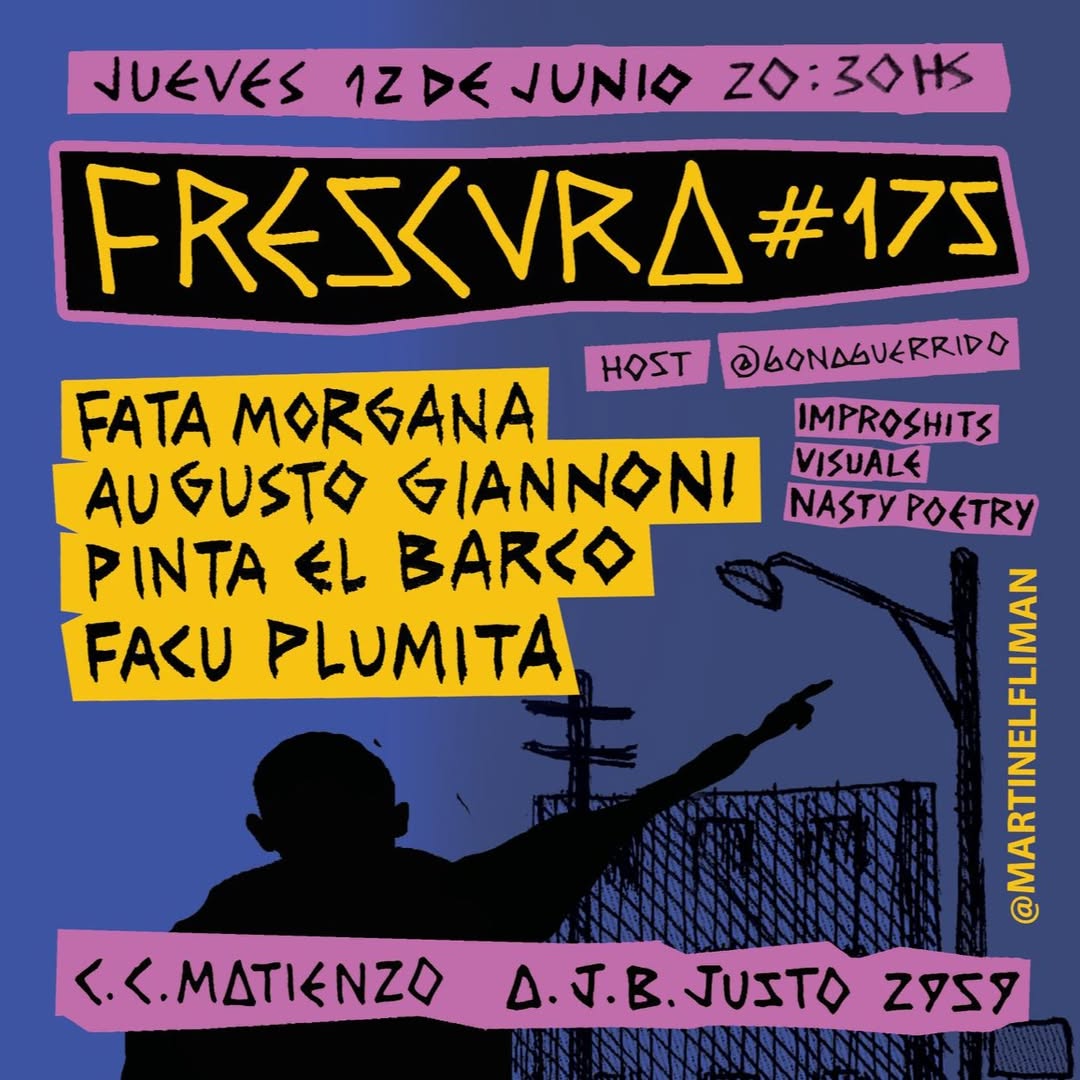 JUEVES 12 DE JUNIO 20:30HS
FRESCURA #175
HOST @GONAGUERRIDO
FATA MORGANA
AUGUSTO GIANNONI
PINTA EL BARCO
FACU PLUMITA
IMPROSHITS
VISUALE
NASTY POETRY
@MARTINELFLIMAN
C.C. MATIENZO A.J.B. JUSTO 2959